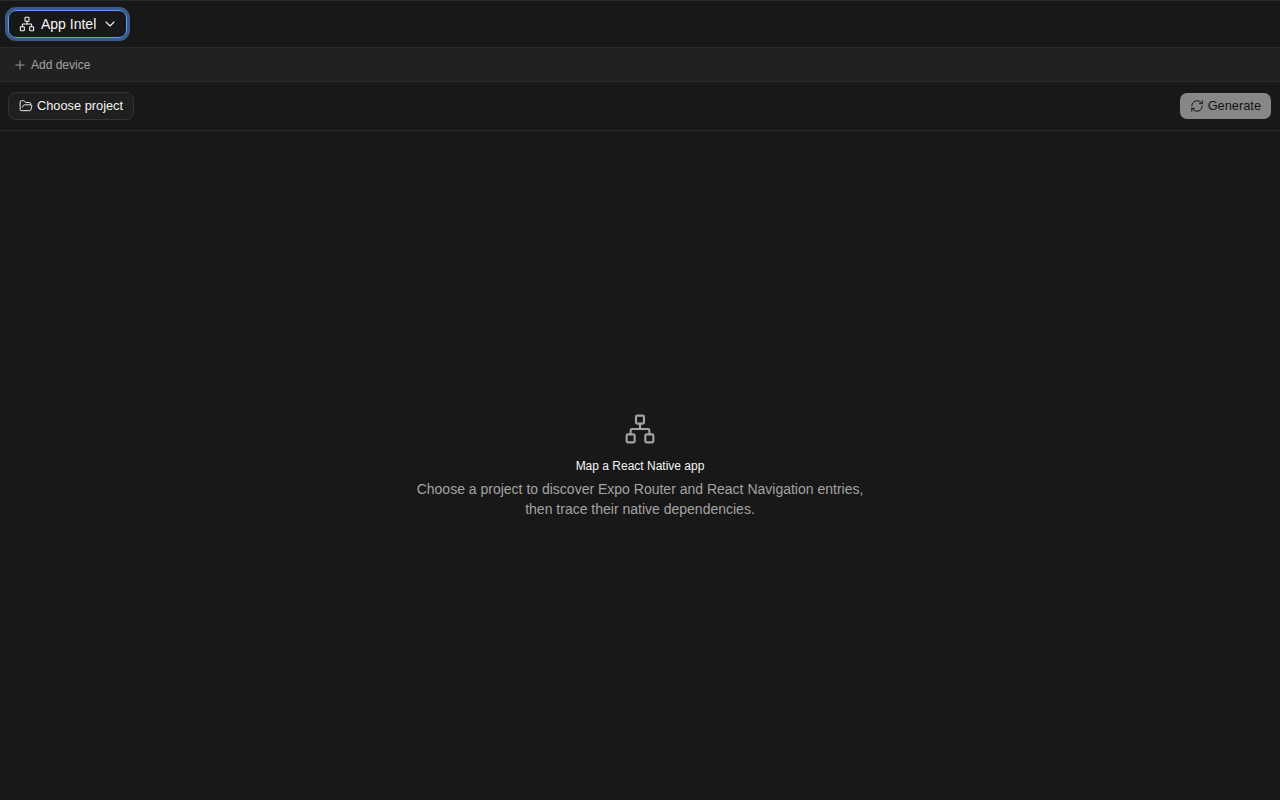 App Intel
Add device
Choose project
Generate
Map a React Native app
Choose a project to discover Expo Router and React Navigation entries,
then trace their native dependencies.